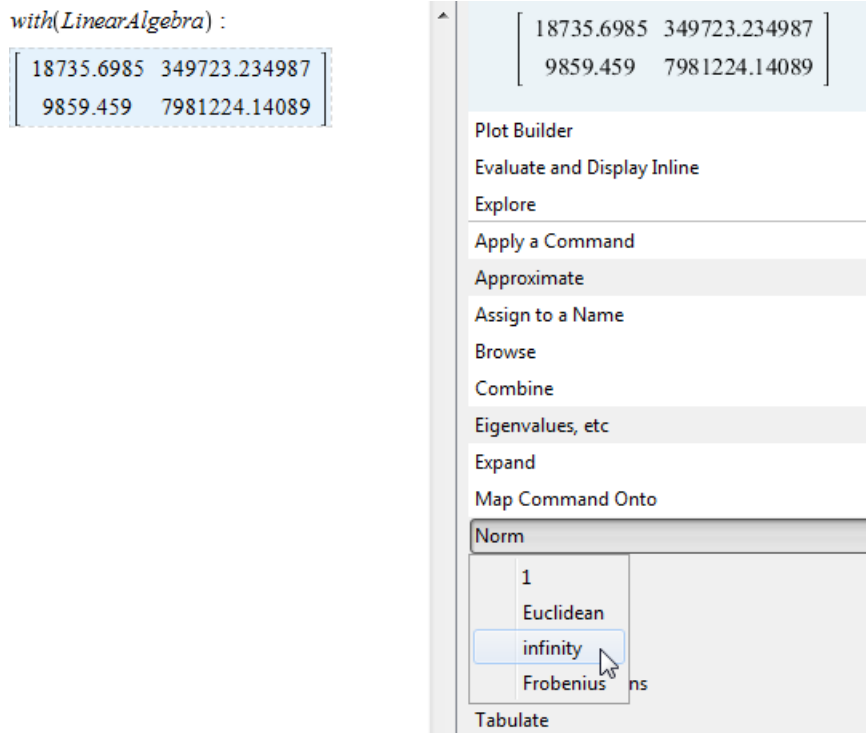 with(LinearAlgebra) :
18735.6985 349723.234987
9859.459 7981224.14089
18735.6985 349723.234987
9859.459 7981224.14089
Plot Builder
Evaluate and Display Inline
Explore
Apply a Command
Approximate
Assign to a Name
Browse
Combine
Eigenvalues, etc
Expand
Map Command Onto
Norm
1
Euclidean
infinity
Frobenius
Tabulate